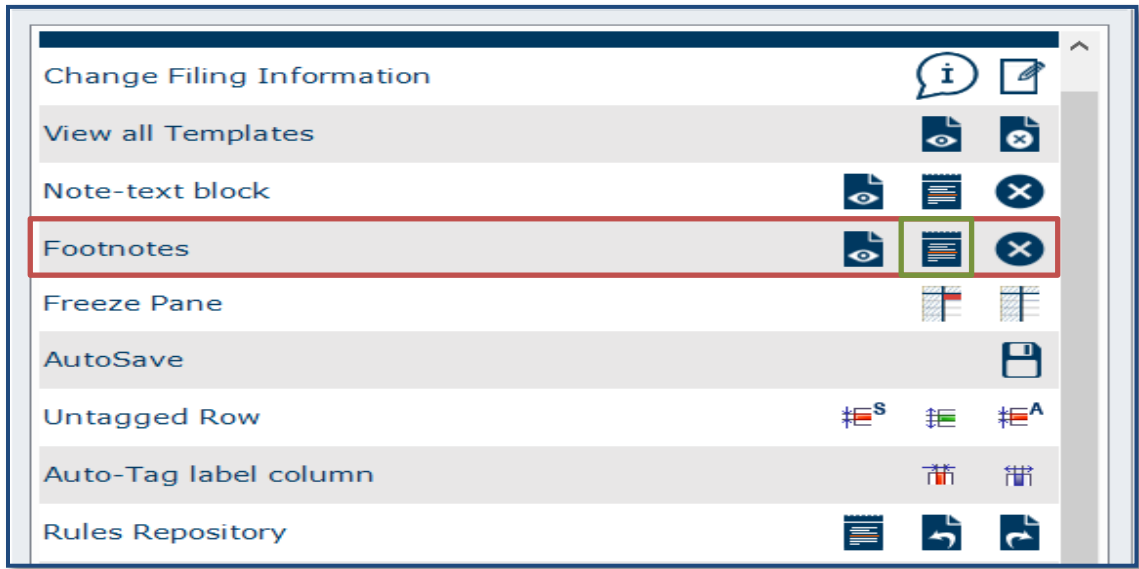 Change Filing Information i
View all Templates
Note-text block
Footnotes
Freeze Pane
AutoSave
Untagged Row S A
Auto-Tag label column
Rules Repository